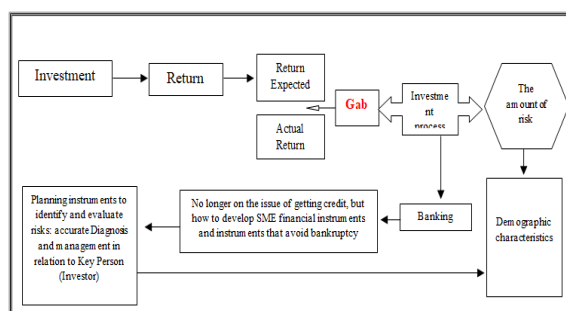 Investment
Return
Return
Expected
Actual
Return
Gab
Investme
nt
process
The
amount of
risk
Planning instruments to
identify and evaluate
risks: accurate Diagnosis
and management in
relation to Key Person
(Investor)
No longer on the issue of getting credit, but
how to develop SME financial instruments
and instruments that avoid bankruptcy
Banking
Demographic
characteristics